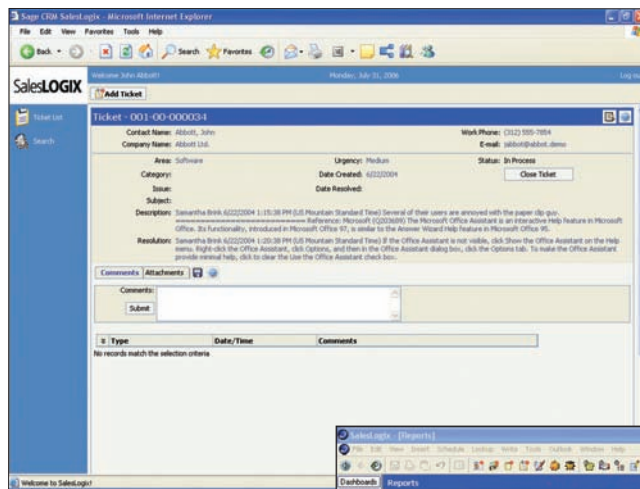 Sage CRM SalesLogix - Microsoft Internet Explorer
File Edit View Favorites Tools Help
Back Search Favorites
SalesLOGIX
Welcome John Abbott!
Monday, July 31, 2006
Log
Add Ticket
Ticket List
Search
Ticket - 001-00-000034
Contact Name: Abbott, John
Work Phone: (312) 555-7854
Company Name: Abbott Ltd.
E-mail: jabbott@abbot.demo
Area: Software
Urgency: Medium
Status: In Process
Category:
Date Created: 6/22/2004
Close Ticket
Issue:
Date Resolved:
Subject:
Description: Samantha Brink 6/22/2004 1:15:38 PM (US Mountain Standard Time) Several of their users are annoyed with the paper clip guy.
Reference: Microsoft (Q203609) The Microsoft Office Assistant is an interactive Help feature in Microsoft
Office. Its functionality, introduced in Microsoft Office 97, is similar to the Answer Wizard Help feature in Microsoft Office 95.
Resolution: Samantha Brink 6/22/2004 1:20:38 PM (US Mountain Standard Time) If the Office Assistant is not visible, click Show the Office Assistant on the Help
menu. Right-click the Office Assistant, click Options, and then in the Office Assistant dialog box, click the Options tab. To make the Office Assistant
provide minimal help, click to clear the Use the Office Assistant check box.
Comments Attachments
Comments:
Submit
Type Date/Time Comments
No records match the selection criteria
SalesLogix - [Reports]
File Edit View Insert Schedule Lookup Write Tools Outlook Window Help
Dashboards Reports
Welcome to SalesLogix!